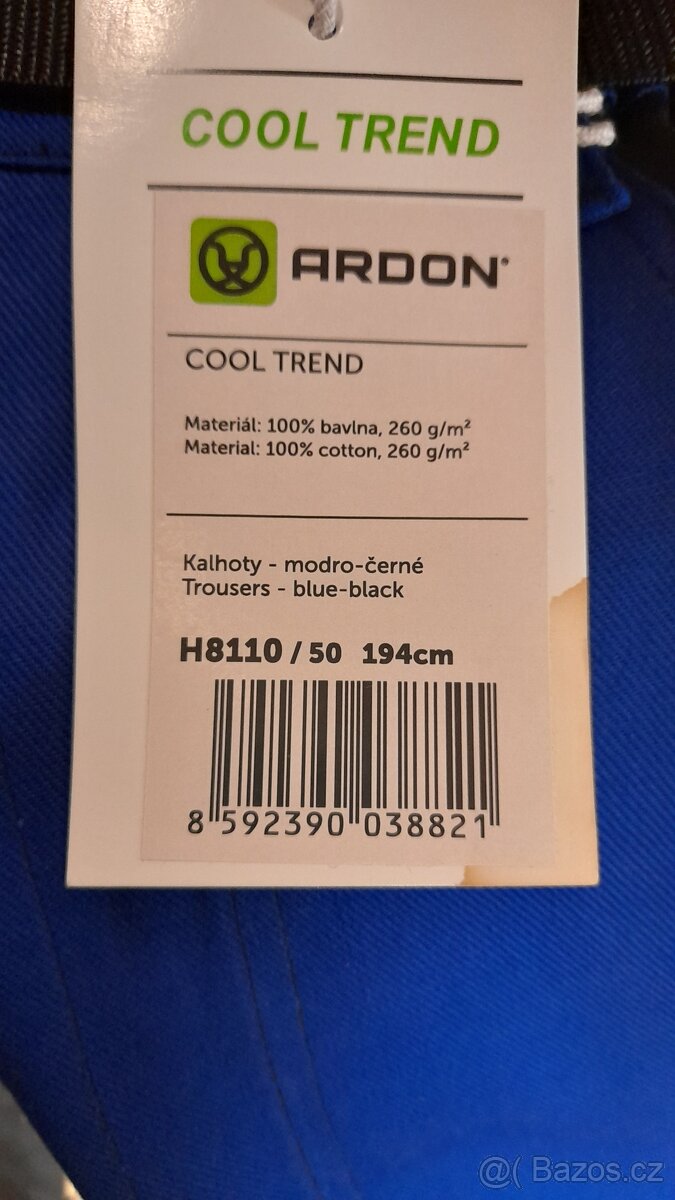 COOL TREND
ARDON®
COOL TREND
Materiál: 100% bavlna, 260 g/m²
Material: 100% cotton, 260 g/m²
Kalhoty - modro-černé
Trousers - blue-black
H8110 / 50 194cm
8 592390 038821
@( Bazos.cz